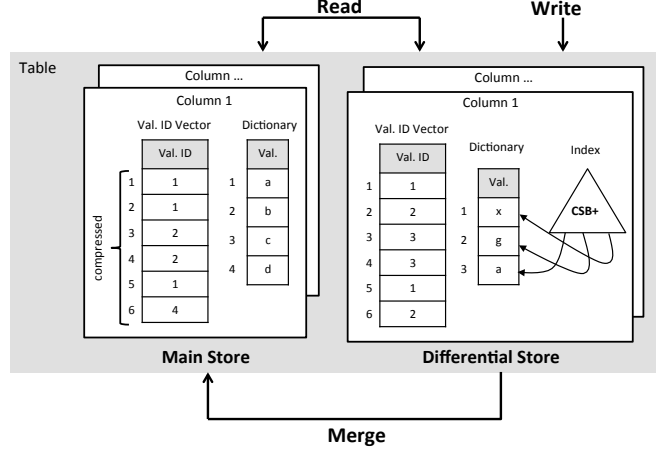 Read
Write
Table
Column ...
Column 1
Val. ID Vector
Dictionary
Val. ID
Val.
compressed
1 1
2 1
3 2
4 2
5 1
6 4
1 a
2 b
3 c
4 d
Main Store
Column ...
Column 1
Val. ID Vector
Dictionary
Index
Val. ID
Val.
1 1
2 2
3 3
4 3
5 1
6 2
1 x
2 g
3 a
CSB+
Differential Store
Merge